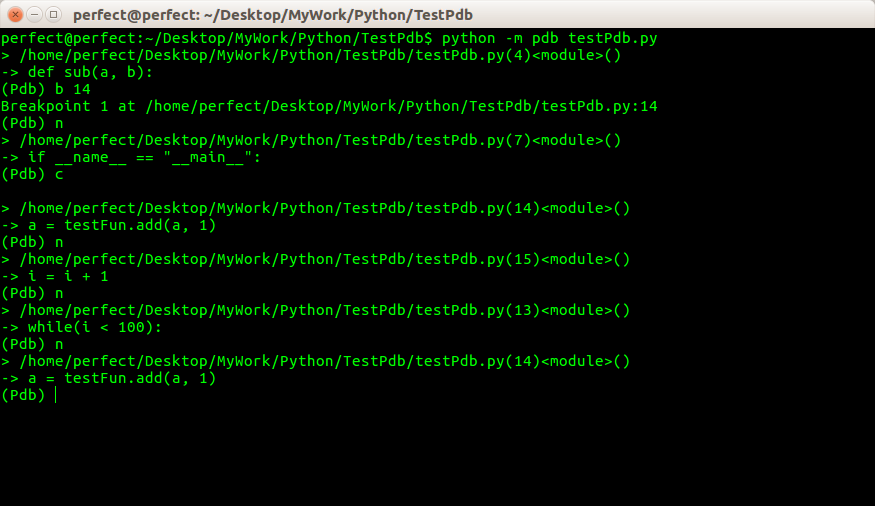 perfect@perfect: ~/Desktop/MyWork/Python/TestPdb
perfect@perfect:~/Desktop/MyWork/Python/TestPdb$ python -m pdb testPdb.py
> /home/perfect/Desktop/MyWork/Python/TestPdb/testPdb.py(4)<module>()
-> def sub(a, b):
(Pdb) b 14
Breakpoint 1 at /home/perfect/Desktop/MyWork/Python/TestPdb/testPdb.py:14
(Pdb) n
> /home/perfect/Desktop/MyWork/Python/TestPdb/testPdb.py(7)<module>()
-> if __name__ == "__main__":
(Pdb) c
> /home/perfect/Desktop/MyWork/Python/TestPdb/testPdb.py(14)<module>()
-> a = testFun.add(a, 1)
(Pdb) n
> /home/perfect/Desktop/MyWork/Python/TestPdb/testPdb.py(15)<module>()
-> i = i + 1
(Pdb) n
> /home/perfect/Desktop/MyWork/Python/TestPdb/testPdb.py(13)<module>()
-> while(i < 100):
(Pdb) n
> /home/perfect/Desktop/MyWork/Python/TestPdb/testPdb.py(14)<module>()
-> a = testFun.add(a, 1)
(Pdb)